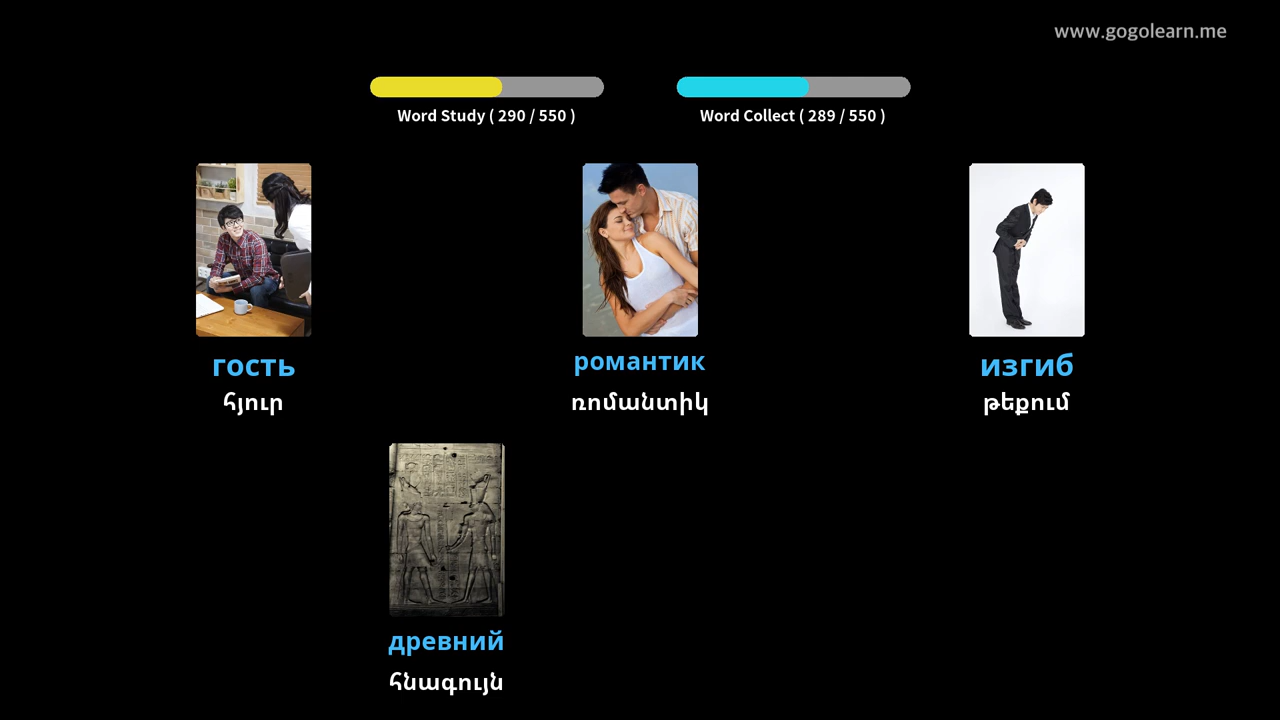 www.gogolearn.me
Word Study ( 290 / 550 )
Word Collect ( 289 / 550 )
гость
հյուր
романтик
ռոմանտիկ
изгиб
թեքում
древний
հնագույն